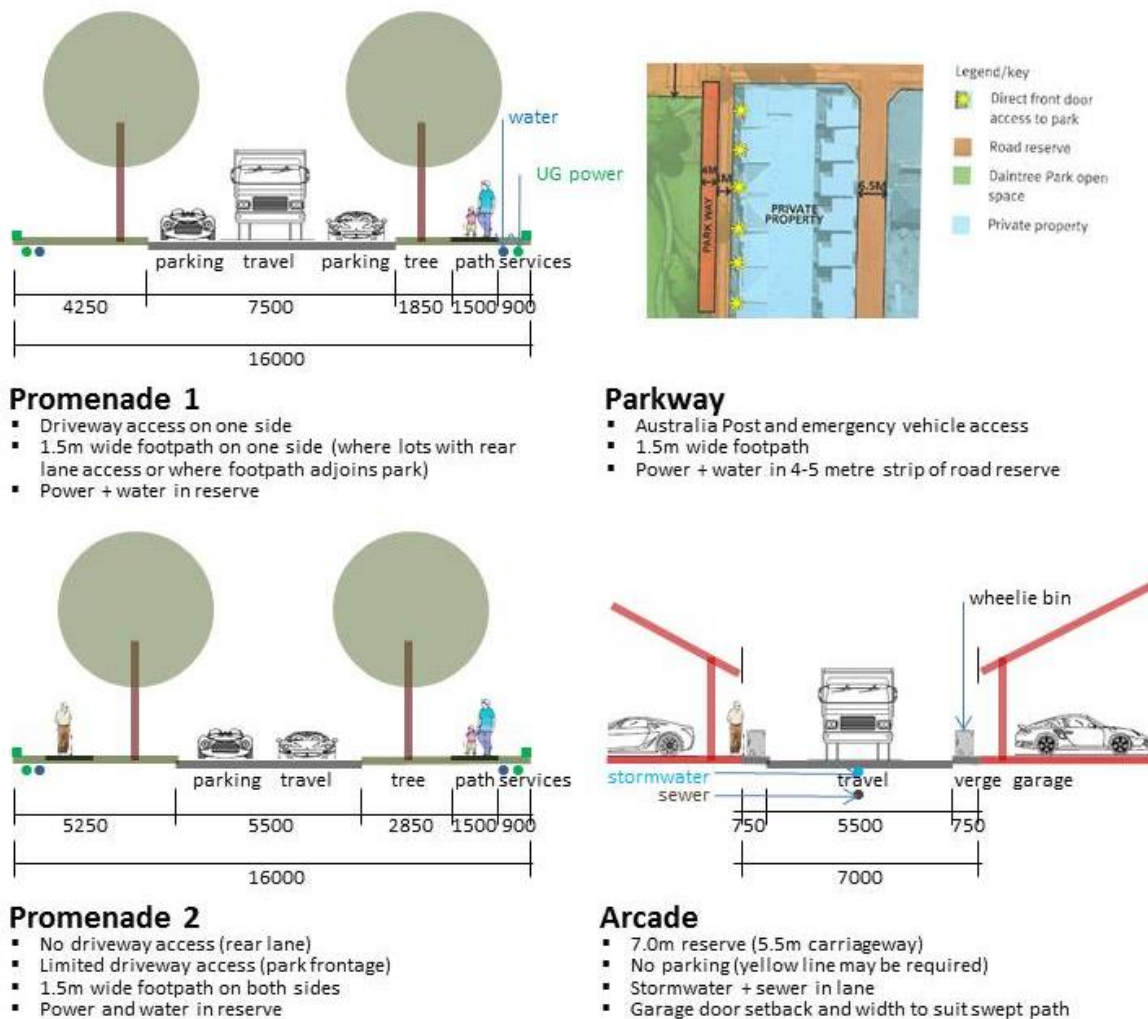 water
UG power
parking travel parking tree path services
4250 7500 1850 1500 900
16000
Promenade 1
▪ Driveway access on one side
▪ 1.5m wide footpath on one side (where lots with rear
lane access or where footpath adjoins park)
▪ Power + water in reserve
4M
4M
PARK WAY
PRIVATE
PROPERTY
6.5M
Legend/key
Direct front door
access to park
Road reserve
Daintree Park open
space
Private property
Parkway
▪ Australia Post and emergency vehicle access
▪ 1.5m wide footpath
▪ Power + water in 4-5 metre strip of road reserve
parking travel tree path services
5250 5500 2850 1500 900
16000
Promenade 2
▪ No driveway access (rear lane)
▪ Limited driveway access (park frontage)
▪ 1.5m wide footpath on both sides
▪ Power and water in reserve
wheelie bin
stormwater
sewer
travel verge garage
750 5500 750
7000
Arcade
▪ 7.0m reserve (5.5m carriageway)
▪ No parking (yellow line may be required)
▪ Stormwater + sewer in lane
▪ Garage door setback and width to suit swept path